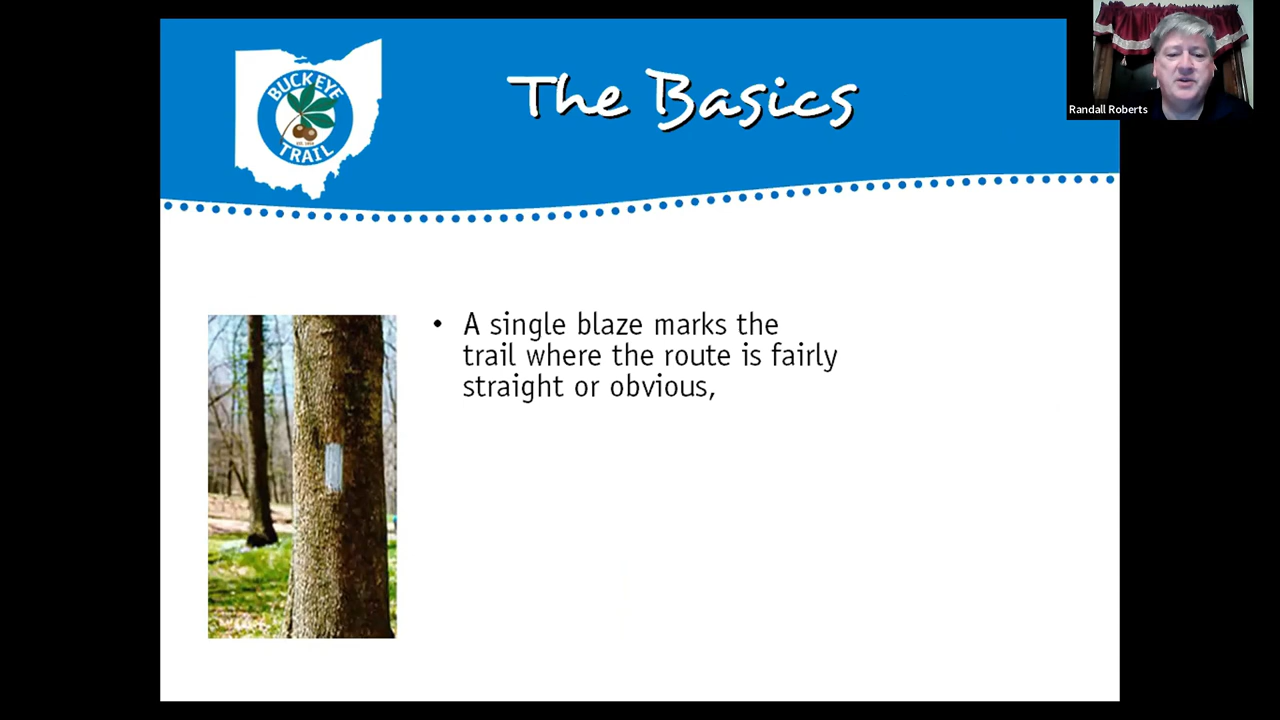 BUCKEYE
TRAIL
The Basics
Randall Roberts
• A single blaze marks the
trail where the route is fairly
straight or obvious,